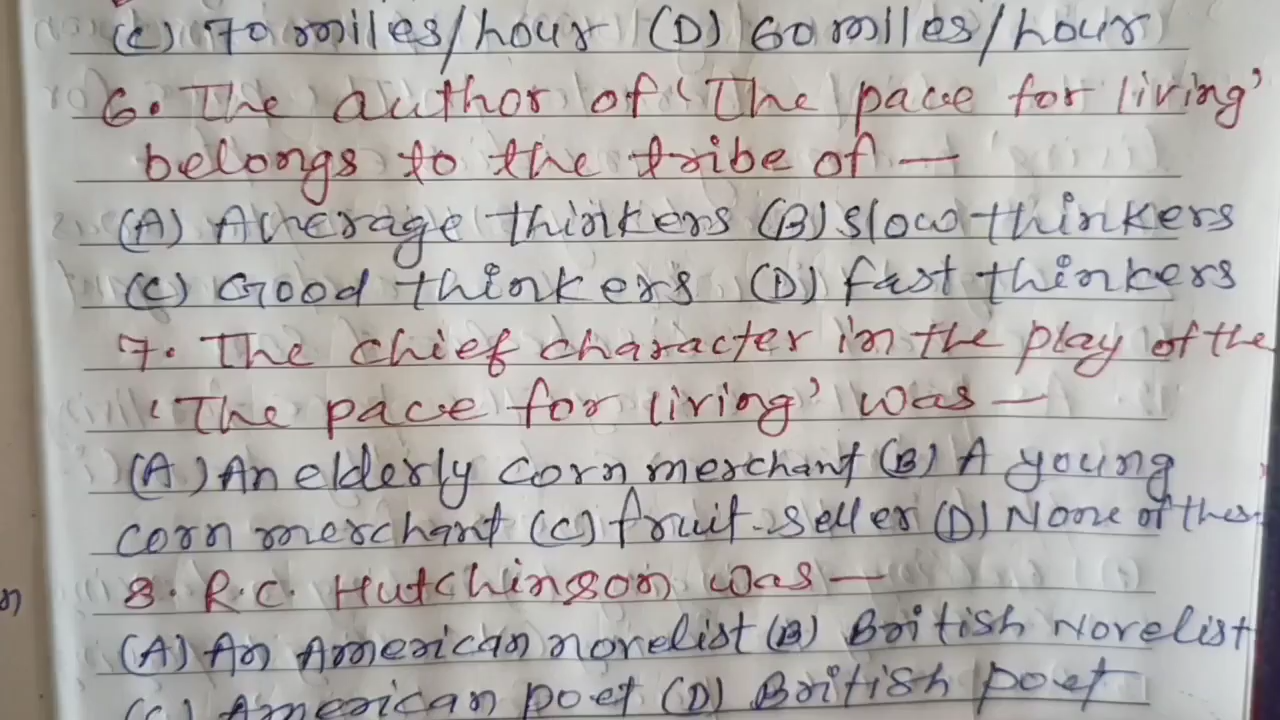 (C) 70 miles/hour (D) 60 miles/hour
6. The author of 'The pace for living'
belongs to the tribe of —
(A) Average thinkers (B) Slow thinkers
(C) Good thinkers (D) fast thinkers
7. The chief character in the play of the
'The pace for living' was —
(A) An elderly corn merchant (B) A young
corn merchant (C) fruit-seller (D) None of thes
8. R.C. Hutchinson was —
(A) An American novelist (B) British Novelist
(C) American poet (D) British poet